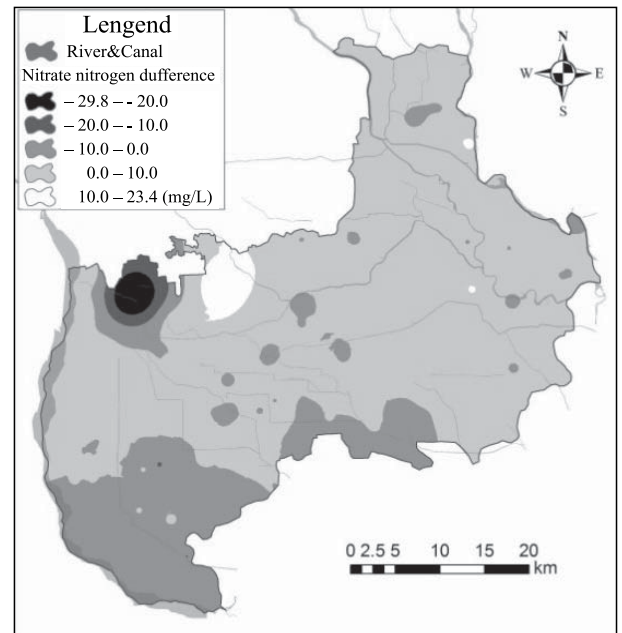 Lengend
River&Canal
Nitrate nitrogen dufference
– 29.8 – - 20.0
– 20.0 – - 10.0
– 10.0 – 0.0
0.0 – 10.0
10.0 – 23.4 (mg/L)
N
W E
S
0 2.5 5 10 15 20
km